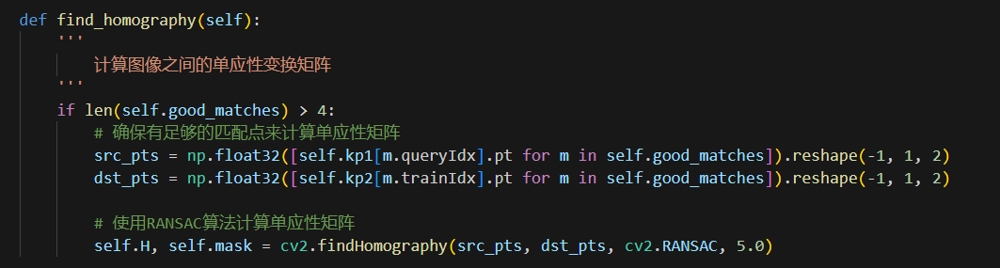 def find_homography(self):
    '''
        计算图像之间的单应性变换矩阵
    '''
    if len(self.good_matches) > 4:
        # 确保有足够的匹配点来计算单应性矩阵
        src_pts = np.float32([self.kp1[m.queryIdx].pt for m in self.good_matches]).reshape(-1, 1, 2)
        dst_pts = np.float32([self.kp2[m.trainIdx].pt for m in self.good_matches]).reshape(-1, 1, 2)
        # 使用RANSAC算法计算单应性矩阵
        self.H, self.mask = cv2.findHomography(src_pts, dst_pts, cv2.RANSAC, 5.0)